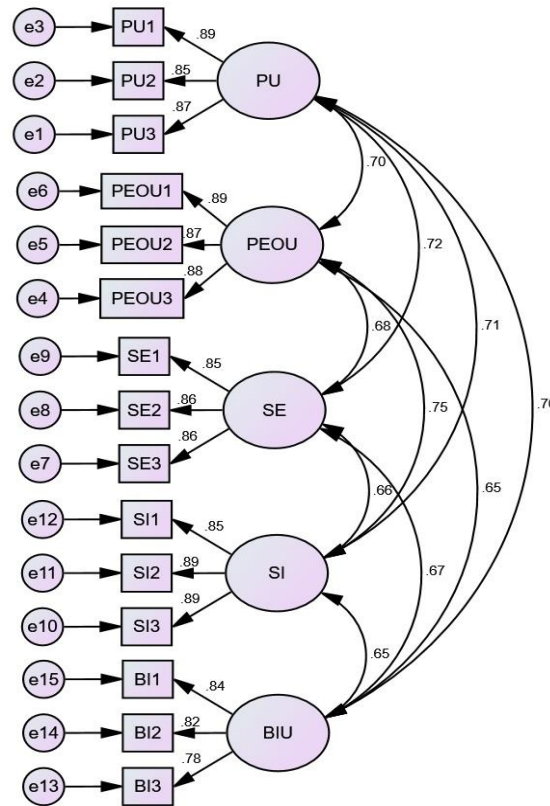 e3 PU1 .89
e2 PU2 .85 PU
e1 PU3 .87
.70
e6 PEOU1 .89
e5 PEOU2 .87 PEOU .72
e4 PEOU3 .88
.68 .71
e9 SE1 .85
e8 SE2 .86 SE .75
e7 SE3 .86
.66 .65
e12 SI1 .85
e11 SI2 .89 SI .67
e10 SI3 .89
.65
e15 BI1 .84
e14 BI2 .82 BIU
e13 BI3 .78